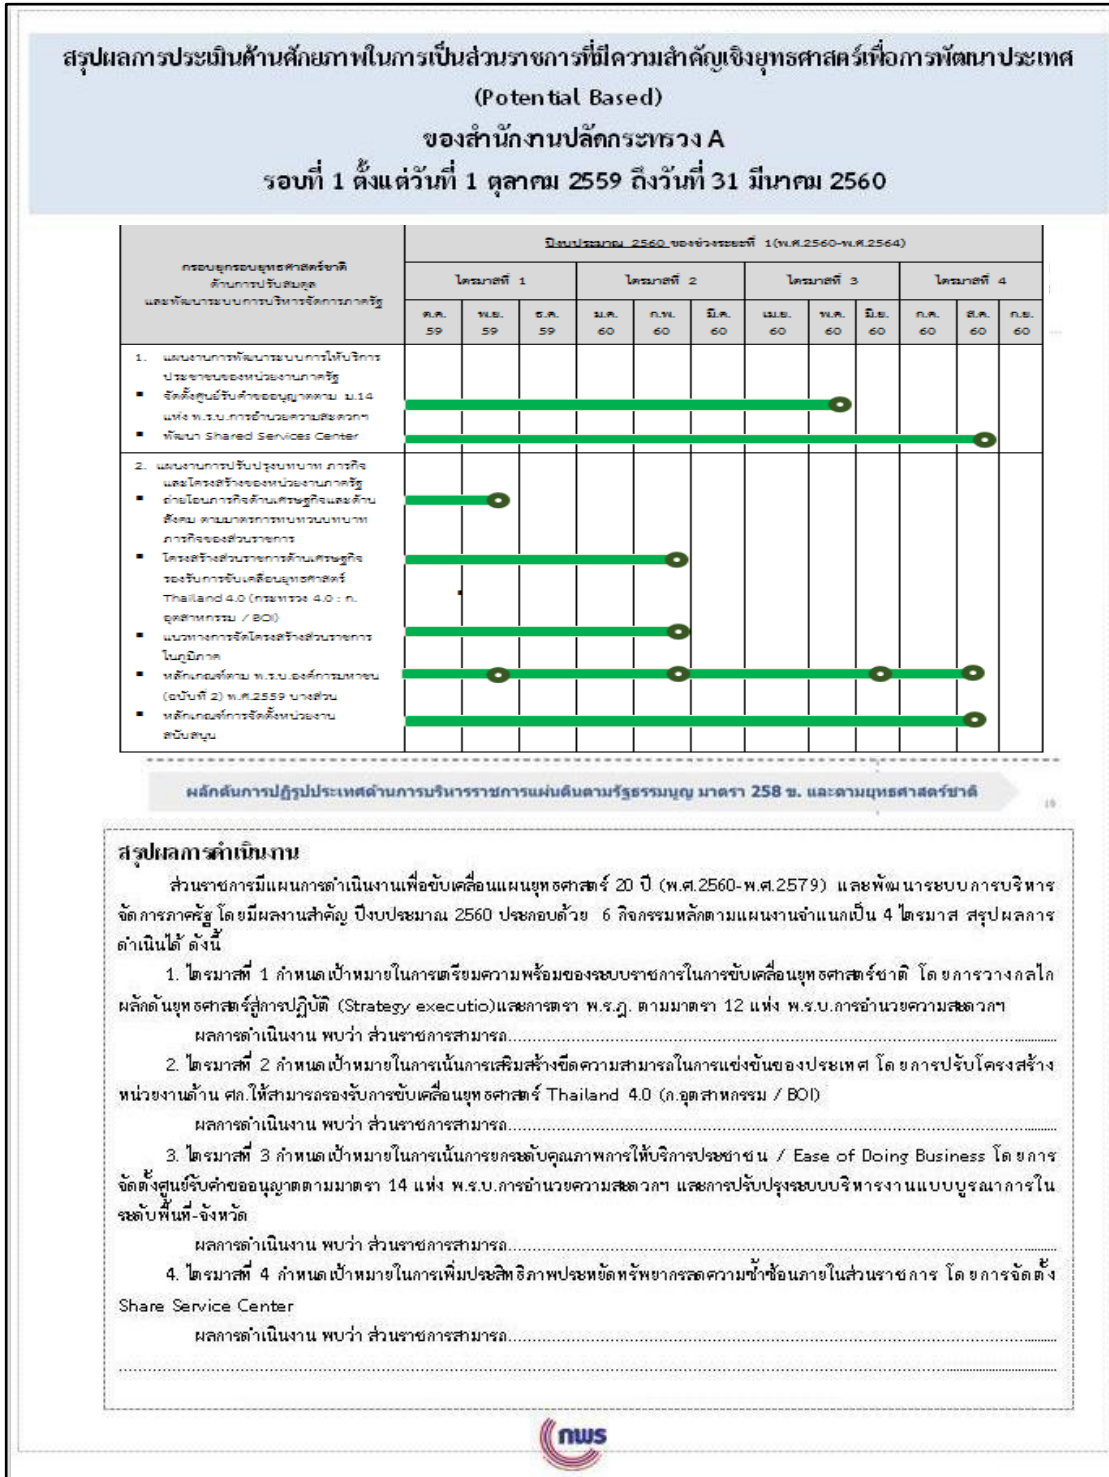 สรุปผลการประเมินด้านศักยภาพในการเป็นส่วนราชการที่มีความสำคัญเชิงยุทธศาสตร์เพื่อการพัฒนาประเทศ
(Potential Based)
ของสำนักงานปลัดกระทรวง A
รอบที่ 1 ตั้งแต่วันที่ 1 ตุลาคม 2559 ถึงวันที่ 31 มีนาคม 2560
กรอบยุกรอบยุทธศาสตร์ชาติ
ด้านการปรับสมดุล
และพัฒนาระบบการบริหารจัดการภาครัฐ
ปีงบประมาณ 2560 ของช่วงระยะที่ 1(พ.ศ.2560-พ.ศ.2564)
ไตรมาสที่ 1 ไตรมาสที่ 2 ไตรมาสที่ 3 ไตรมาสที่ 4
ต.ค. พ.ย. ธ.ค. ม.ค. ก.พ. มี.ค. เม.ย. พ.ค. มิ.ย. ก.ค. ส.ค. ก.ย.
59 59 59 60 60 60 60 60 60 60 60 60
1. แผนงานการพัฒนาระบบการให้บริการ
ประชาชนของหน่วยงานภาครัฐ
▪ จัดตั้งศูนย์รับคำขออนุญาตตาม ม.14
แห่ง พ.ร.บ.การอำนวยความสะดวกฯ
▪ พัฒนา Shared Services Center
2. แผนงานการปรับปรุงบทบาท ภารกิจ
และโครงสร้างของหน่วยงานภาครัฐ
▪ ถ่ายโอนภารกิจด้านเศรษฐกิจและด้าน
สังคม ตามมาตรการทบทวนบทบาท
ภารกิจของส่วนราชการ
▪ โครงสร้างส่วนราชการด้านเศรษฐกิจ
รองรับการขับเคลื่อนยุทธศาสตร์
Thailand 4.0 (กระทรวง 4.0 : ก.
อุตสาหกรรม / BOI)
▪ แนวทางการจัดโครงสร้างส่วนราชการ
ในภูมิภาค
▪ หลักเกณฑ์ตาม พ.ร.บ.องค์การมหาชน
(ฉบับที่ 2) พ.ศ.2559 บางส่วน
▪ หลักเกณฑ์การจัดตั้งหน่วยงาน
สนับสนุน
ผลักดันการปฏิรูปประเทศด้านการบริหารราชการแผ่นดินตามรัฐธรรมนูญ มาตรา 258 ข. และตามยุทธศาสตร์ชาติ
19
สรุปผลการดำเนินงาน
ส่วนราชการมีแผนการดำเนินงานเพื่อขับเคลื่อนแผนยุทธศาสตร์ 20 ปี (พ.ศ.2560-พ.ศ.2579) และพัฒนาระบบการบริหาร
จัดการภาครัฐ โดยมีผลงานสำคัญ ปีงบประมาณ 2560 ประกอบด้วย 6 กิจกรรมหลักตามแผนงานจำแนกเป็น 4 ไตรมาส สรุปผลการ
ดำเนินได้ ดังนี้
1. ไตรมาสที่ 1 กำหนดเป้าหมายในการเตรียมความพร้อมของระบบราชการในการขับเคลื่อนยุทธศาสตร์ชาติ โดยการวางกลไก
ผลักดันยุทธศาสตร์สู่การปฏิบัติ (Strategy executio)และการตรา พ.ร.ฎ. ตามมาตรา 12 แห่ง พ.ร.บ.การอำนวยความสะดวกฯ
ผลการดำเนินงาน พบว่า ส่วนราชการสามารถ..........................................................................................
2. ไตรมาสที่ 2 กำหนดเป้าหมายในการเน้นการเสริมสร้างขีดความสามารถในการแข่งขันของประเทศ โดยการปรับโครงสร้าง
หน่วยงานด้าน ศก.ให้สามารถรองรับการขับเคลื่อนยุทธศาสตร์ Thailand 4.0 (ก.อุตสาหกรรม / BOI)
ผลการดำเนินงาน พบว่า ส่วนราชการสามารถ..........................................................................................
3. ไตรมาสที่ 3 กำหนดเป้าหมายในการเน้นการยกระดับคุณภาพการให้บริการประชาชน / Ease of Doing Business โดยการ
จัดตั้งศูนย์รับคำขออนุญาตตามมาตรา 14 แห่ง พ.ร.บ.การอำนวยความสะดวกฯ และการปรับปรุงระบบบริหารงานแบบบูรณาการใน
ระดับพื้นที่-จังหวัด
ผลการดำเนินงาน พบว่า ส่วนราชการสามารถ..........................................................................................
4. ไตรมาสที่ 4 กำหนดเป้าหมายในการเพิ่มประสิทธิภาพประหยัดทรัพยากรลดความซ้ำซ้อนภายในส่วนราชการ โดยการจัดตั้ง
Share Service Center
ผลการดำเนินงาน พบว่า ส่วนราชการสามารถ..........................................................................................
..........................................................................................
กพร